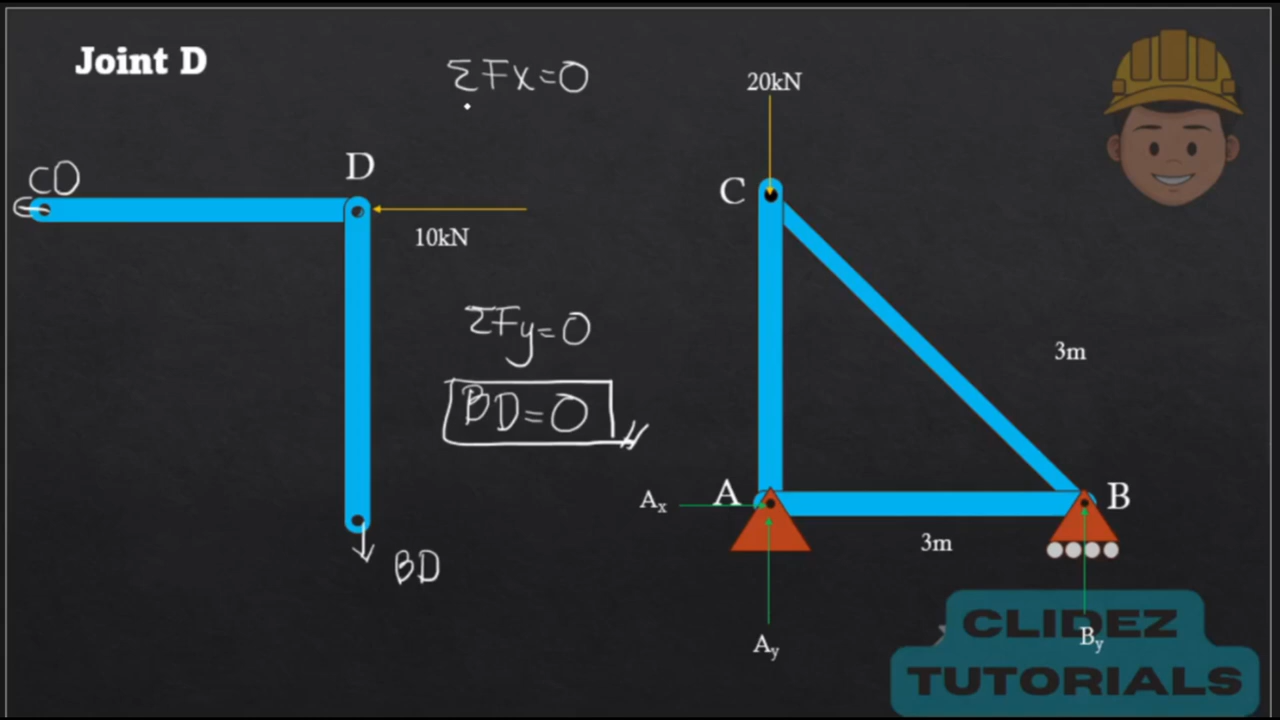 Joint D
ΣFx=0
20kN
CD
D
C
10kN
ΣFy=0
3m
BD=0
Ax
A
B
3m
BD
Ay
By
CLIDEZ
TUTORIALS